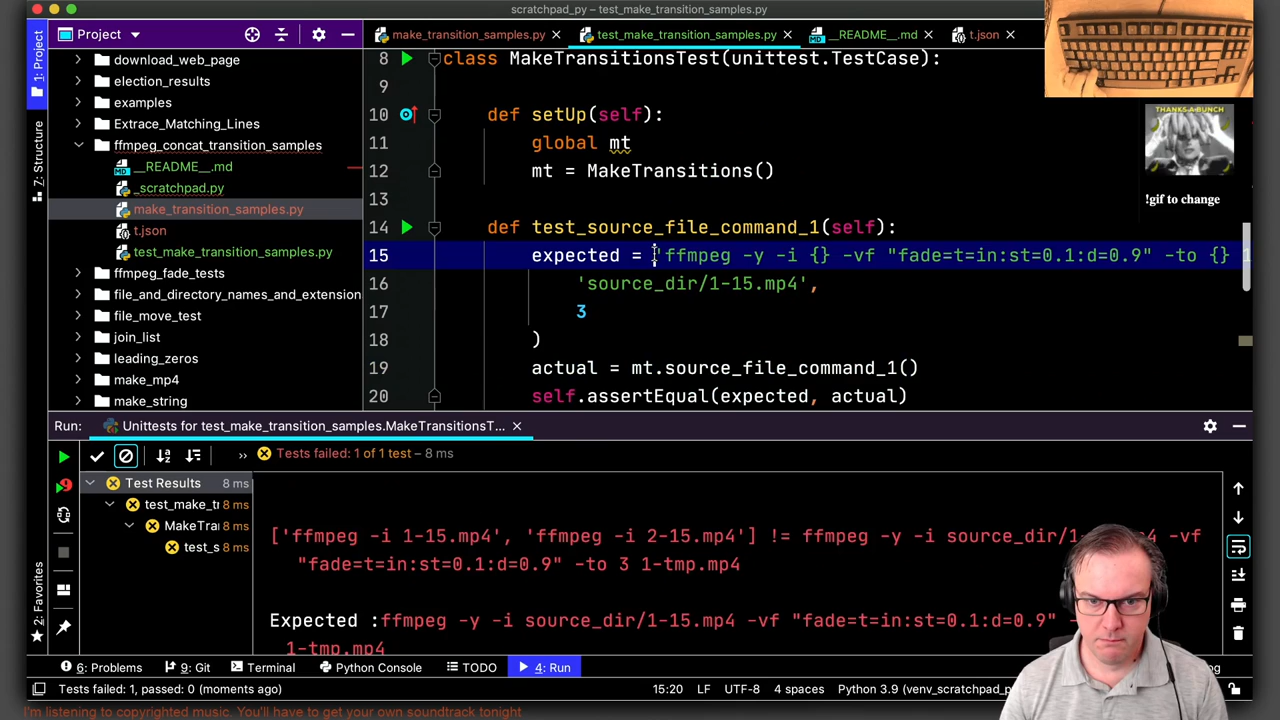 scratchpad_py – test_make_transition_samples.py
Project
make_transition_samples.py
test_make_transition_samples.py
__README__.md
t.json
1: Project
7: Structure
2: Favorites
download_web_page
election_results
examples
Extrace_Matching_Lines
ffmpeg_concat_transition_samples
__README__.md
_scratchpad.py
make_transition_samples.py
t.json
test_make_transition_samples.py
ffmpeg_fade_tests
file_and_directory_names_and_extension
file_move_test
join_list
leading_zeros
make_mp4
make_string
8 class MakeTransitionsTest(unittest.TestCase):
9
10 def setUp(self):
11 global mt
12 mt = MakeTransitions()
13
14 def test_source_file_command_1(self):
15 expected = 'ffmpeg -y -i {} -vf "fade=t=in:st=0.1:d=0.9" -to {} 1
16 'source_dir/1-15.mp4',
17 3
18 )
19 actual = mt.source_file_command_1()
20 self.assertEqual(expected, actual)
THANKS A BUNCH
!gif to change
Run: Unittests for test_make_transition_samples.MakeTransitionsT...
Tests failed: 1 of 1 test – 8 ms
Test Results 8 ms
test_make_t 8 ms
MakeTra 8 ms
test_s 8 ms
['ffmpeg -i 1-15.mp4', 'ffmpeg -i 2-15.mp4'] != ffmpeg -y -i source_dir/1- .mp4 -vf
"fade=t=in:st=0.1:d=0.9" -to 3 1-tmp.mp4
Expected :ffmpeg -y -i source_dir/1-15.mp4 -vf "fade=t=in:st=0.1:d=0.9" -
1-tmp.mp4
6: Problems
9: Git
Terminal
Python Console
TODO
4: Run
Tests failed: 1, passed: 0 (moments ago)
15:20 LF UTF-8 4 spaces Python 3.9 (venv_scratchpad_
I'm listening to copyrighted music. You'll have to get your own soundtrack tonight